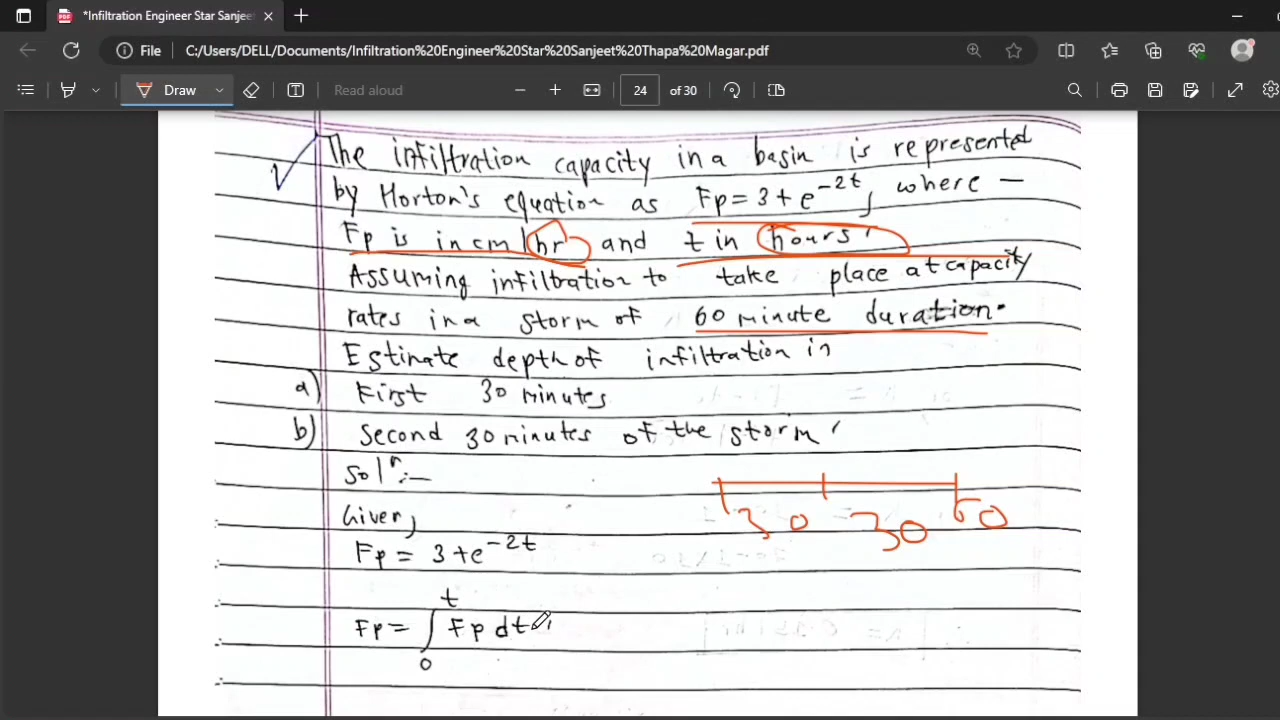 *Infiltration Engineer Star Sanjee
File C:/Users/DELL/Documents/Infiltration%20Engineer%20Star%20Sanjeet%20Thapa%20Magar.pdf
Draw Read aloud 24 of 30
The infiltration capacity in a basin is represented
by Horton's equation as Fp = 3 + e^-2t, where —
Fp is in cm/hr and t in hours.
Assuming infiltration to take place at capacity
rates in a storm of 60 minute duration.
Estimate depth of infiltration in
a) First 30 minutes
b) Second 30 minutes of the storm.
Solⁿ:-
Given,
30 30 60
Fp = 3 + e^-2t
t
Fp = ∫ Fp dt
0